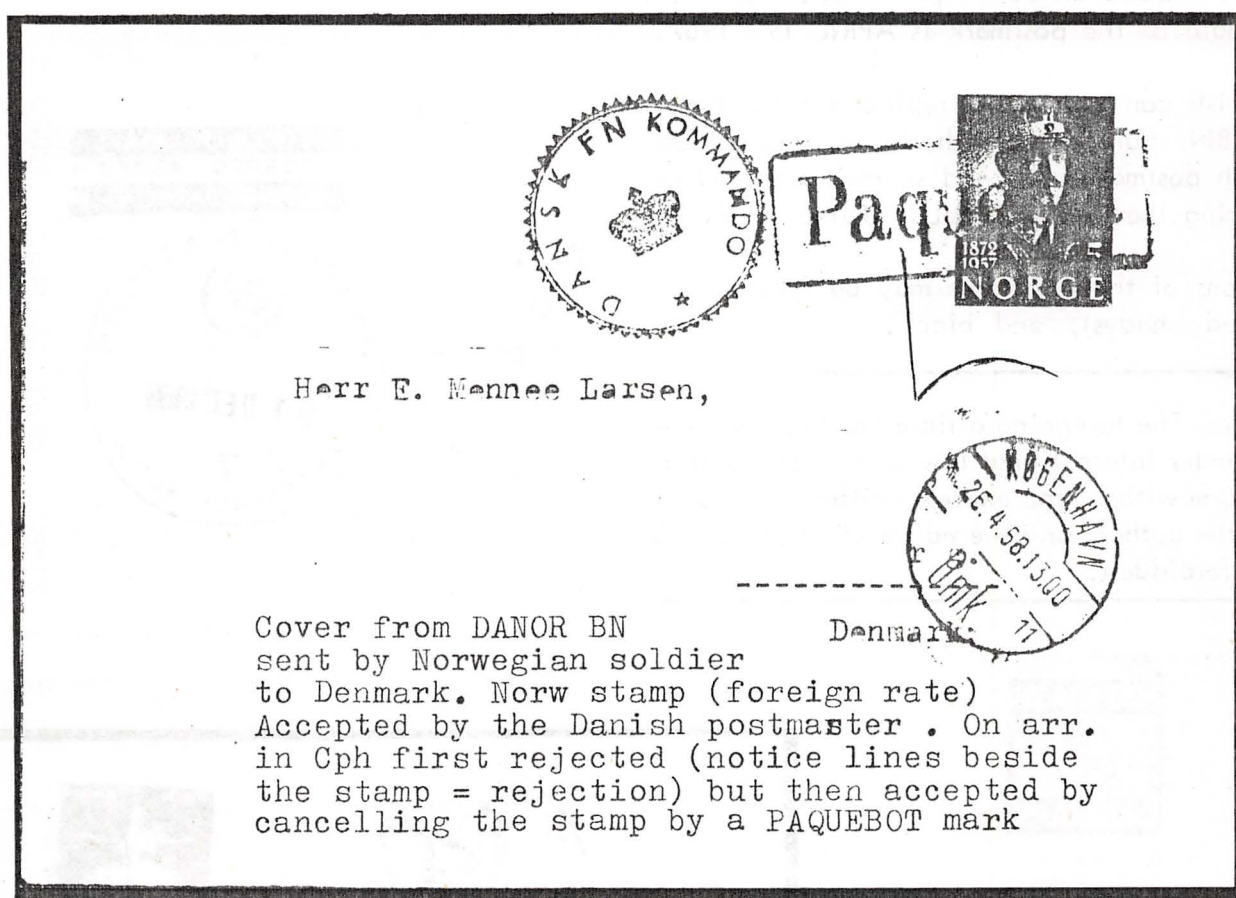 DANSK FN KOMMANDO
Paque
1872
1957
5
NORGE
Herr E. Mennee Larsen,
KØBENHAVN
26.4.58.13.00
OMK
11
Denmark
Cover from DANOR BN
sent by Norwegian soldier
to Denmark. Norw stamp (foreign rate)
Accepted by the Danish postmaster . On arr.
in Cph first rejected (notice lines beside
the stamp = rejection) but then accepted by
cancelling the stamp by a PAQUEBOT mark